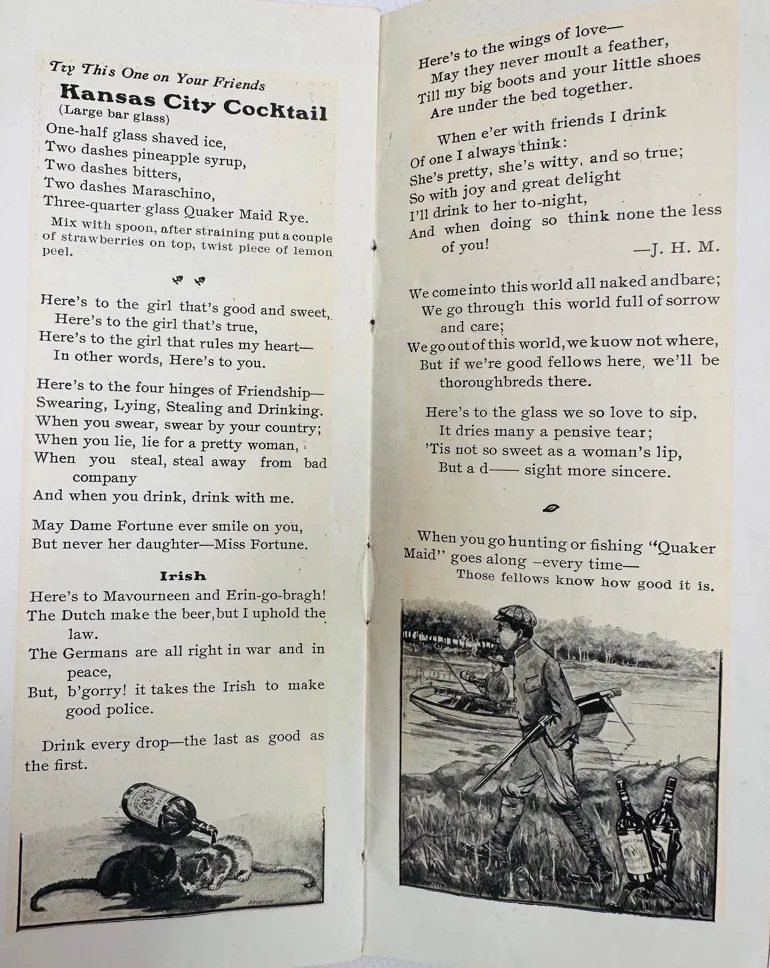 Try This One on Your Friends
Kansas City Cocktail
(Large bar glass)
One-half glass shaved ice,
Two dashes pineapple syrup,
Two dashes bitters,
Two dashes Maraschino,
Three-quarter glass Quaker Maid Rye.
Mix with spoon, after straining put a couple
of strawberries on top, twist piece of lemon
peel.
Here's to the girl that's good and sweet,
Here's to the girl that's true,
Here's to the girl that rules my heart—
In other words, Here's to you.
Here's to the four hinges of Friendship—
Swearing, Lying, Stealing and Drinking.
When you swear, swear by your country;
When you lie, lie for a pretty woman,
When you steal, steal away from bad
company
And when you drink, drink with me.
May Dame Fortune ever smile on you,
But never her daughter—Miss Fortune.
Irish
Here's to Mavourneen and Erin-go-bragh!
The Dutch make the beer, but I uphold the
law.
The Germans are all right in war and in
peace,
But, b'gorry! it takes the Irish to make
good police.
Drink every drop—the last as good as
the first.
Here's to the wings of love—
May they never moult a feather,
Till my big boots and your little shoes
Are under the bed together.
When e'er with friends I drink
Of one I always think:
She's pretty, she's witty, and so true;
So with joy and great delight
I'll drink to her to-night,
And when doing so think none the less
of you!
—J. H. M.
We come into this world all naked and bare;
We go through this world full of sorrow
and care;
We go out of this world, we kuow not where,
But if we're good fellows here, we'll be
thoroughbreds there.
Here's to the glass we so love to sip,
It dries many a pensive tear;
'Tis not so sweet as a woman's lip,
But a d—— sight more sincere.
When you go hunting or fishing "Quaker
Maid" goes along –every time—
Those fellows know how good it is.